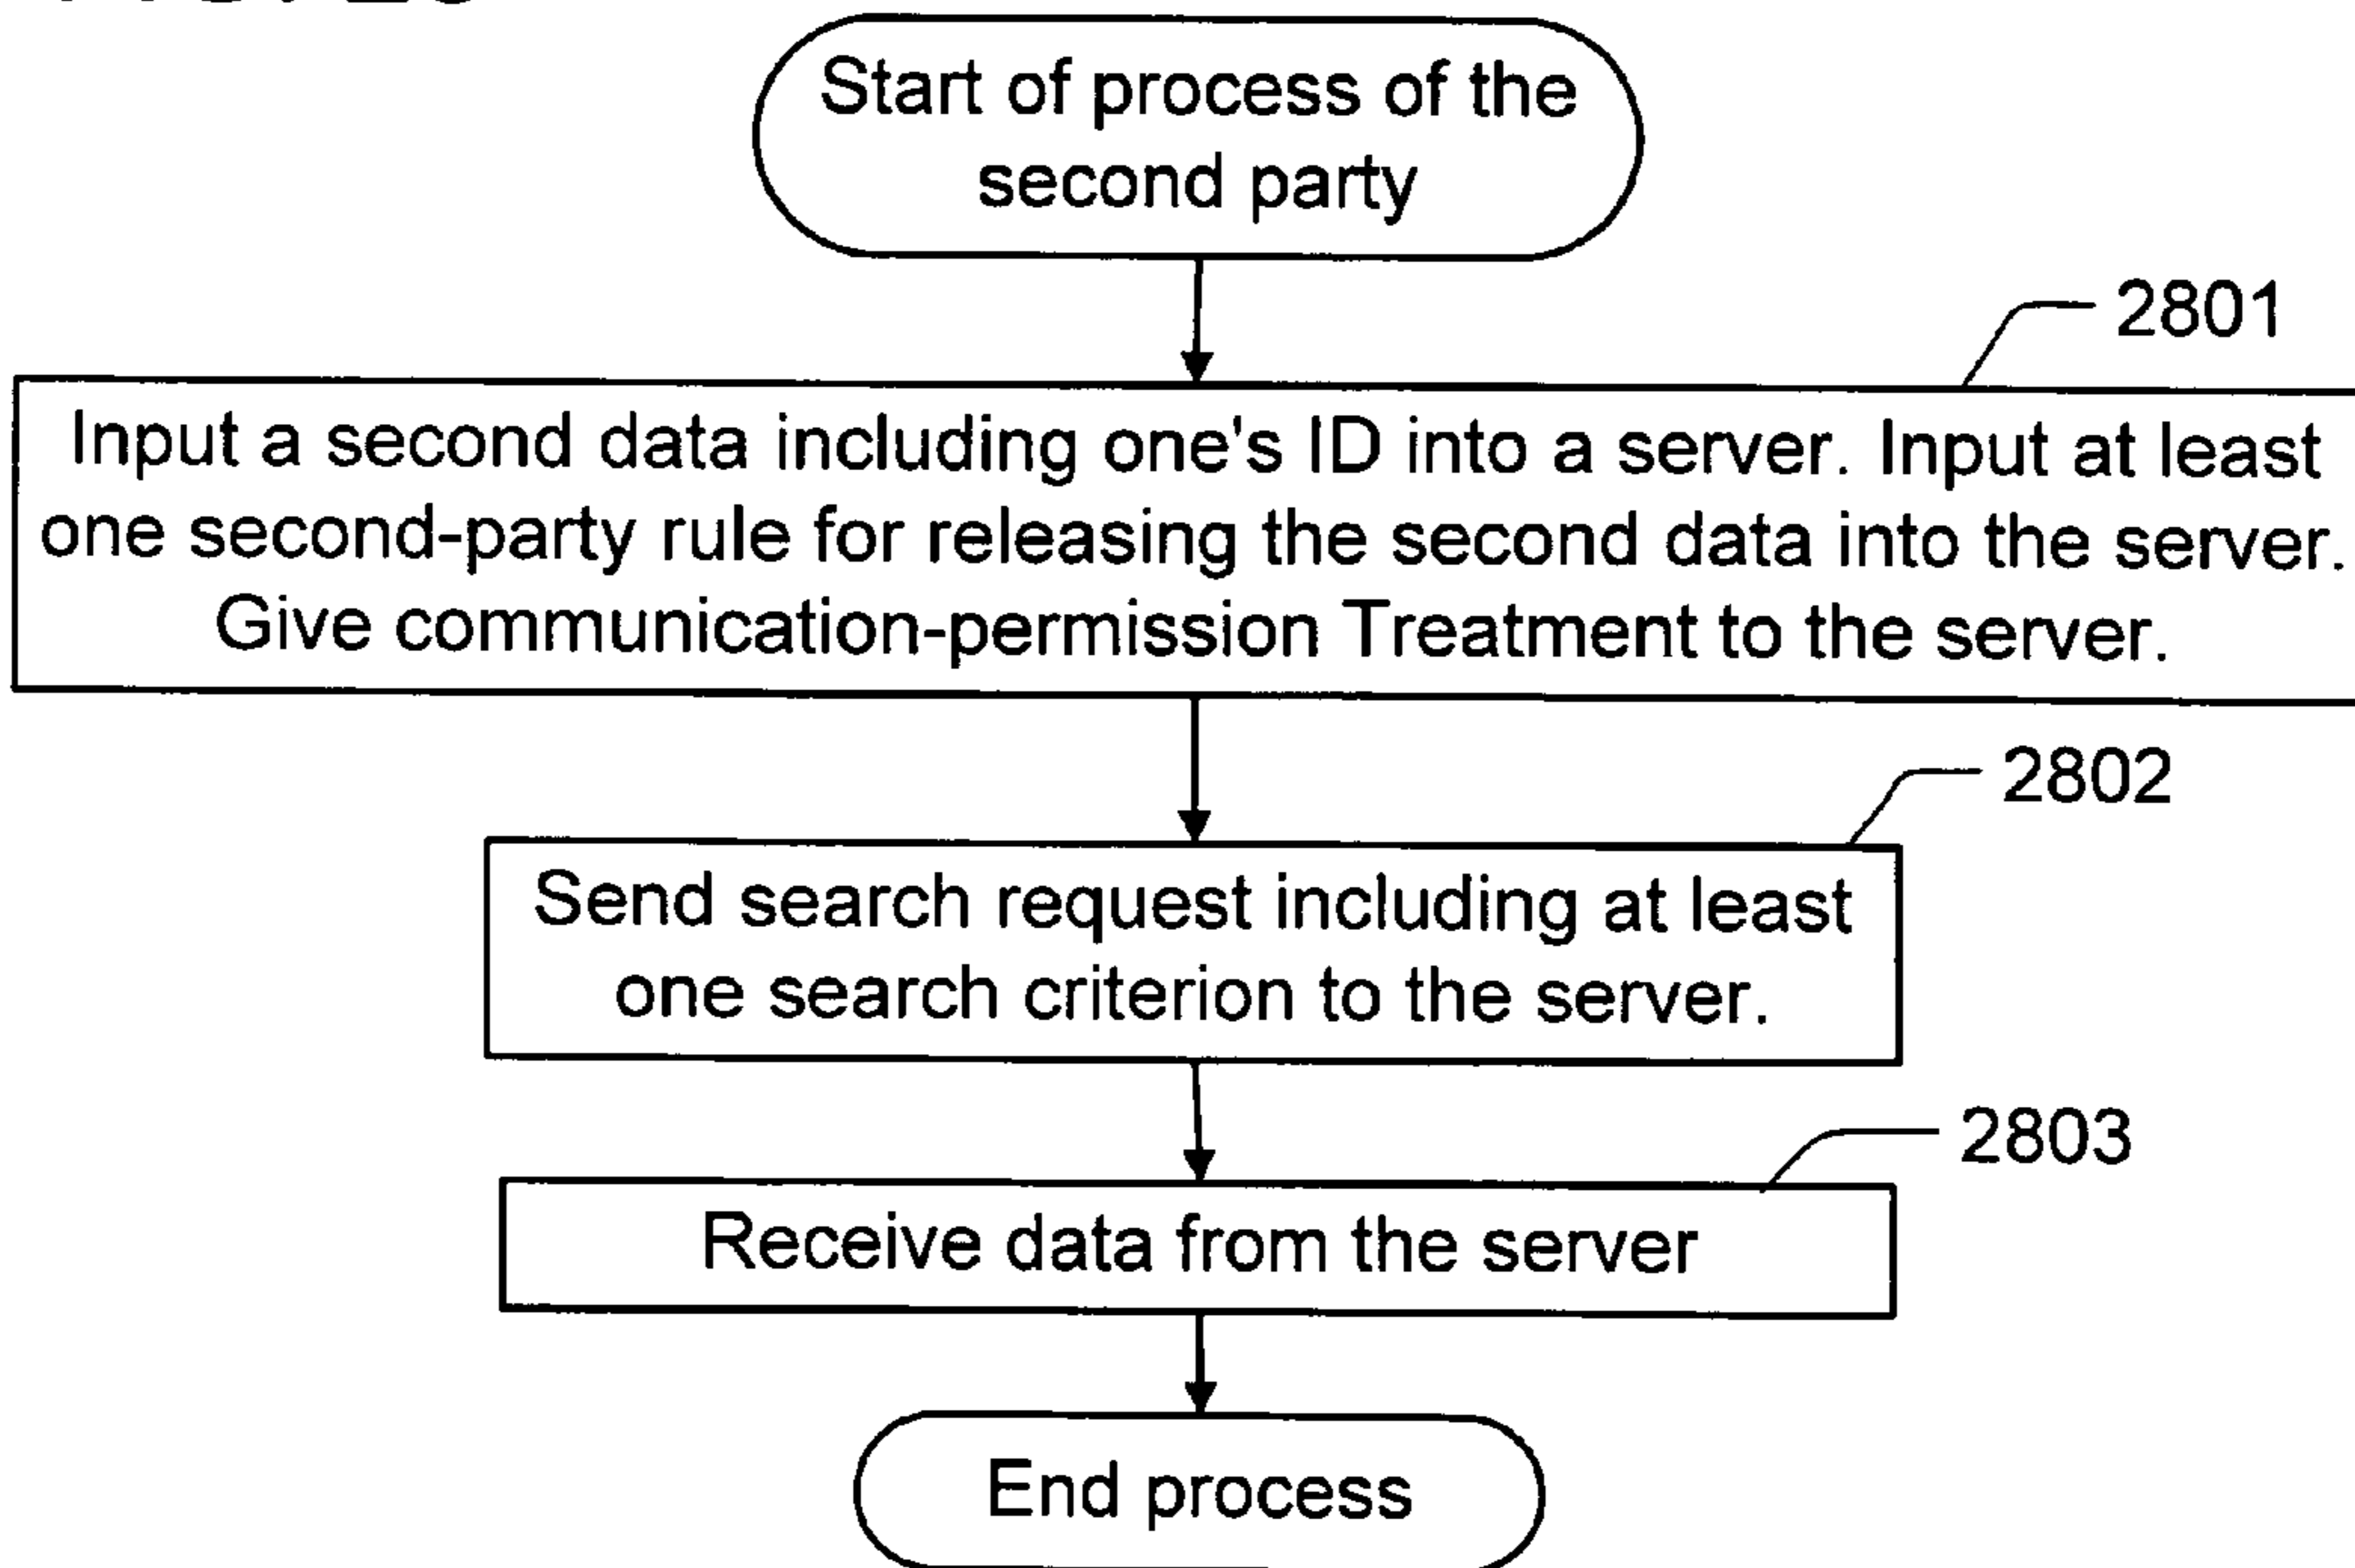 Start of process of the
second party
2801
Input a second data including one's ID into a server. Input at least
one second-party rule for releasing the second data into the server.
Give communication-permission Treatment to the server.
2802
Send search request including at least
one search criterion to the server.
2803
Receive data from the server
End process